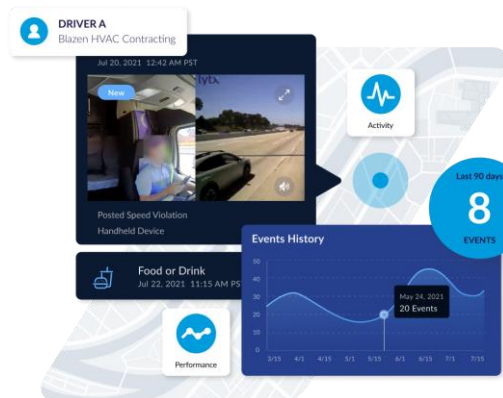 DRIVER A
Blazen HVAC Contracting
Jul 20, 2021 12:42 AM PST
New
lytx
Activity
Posted Speed Violation
Handheld Device
Last 90 days
8
EVENTS
Food or Drink
Jul 22, 2021 11:15 AM PS
Performance
Events History
50
40
30
20
10
0
May 24, 2021
20 Events
3/15 4/1 4/15 5/1 5/15 6/1 6/15 7/1 7/15